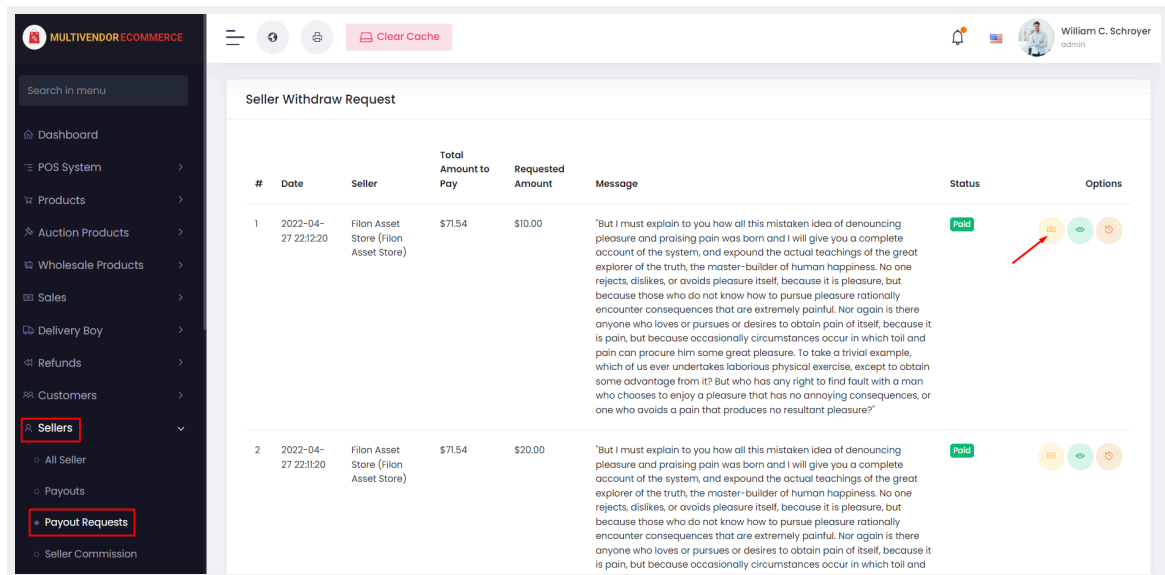 MULTIVENDOR ECOMMERCE
Clear Cache
William C. Schroyer
admin
Search in menu
Dashboard
POS System
Products
Auction Products
Wholesale Products
Sales
Delivery Boy
Refunds
Customers
Sellers
All Seller
Payouts
Payout Requests
Seller Commission
Seller Withdraw Request
# Date Seller Total Amount to Pay Requested Amount Message Status Options
1 2022-04-27 22:12:20 Filon Asset Store (Filon Asset Store) $71.54 $10.00
"But I must explain to you how all this mistaken idea of denouncing
pleasure and praising pain was born and I will give you a complete
account of the system, and expound the actual teachings of the great
explorer of the truth, the master-builder of human happiness. No one
rejects, dislikes, or avoids pleasure itself, because it is pleasure, but
because those who do not know how to pursue pleasure rationally
encounter consequences that are extremely painful. Nor again is there
anyone who loves or pursues or desires to obtain pain of itself, because it
is pain, but because occasionally circumstances occur in which toil and
pain can procure him some great pleasure. To take a trivial example,
which of us ever undertakes laborious physical exercise, except to obtain
some advantage from it? But who has any right to find fault with a man
who chooses to enjoy a pleasure that has no annoying consequences, or
one who avoids a pain that produces no resultant pleasure?"
Paid
2 2022-04-27 22:11:20 Filon Asset Store (Filon Asset Store) $71.54 $20.00
"But I must explain to you how all this mistaken idea of denouncing
pleasure and praising pain was born and I will give you a complete
account of the system, and expound the actual teachings of the great
explorer of the truth, the master-builder of human happiness. No one
rejects, dislikes, or avoids pleasure itself, because it is pleasure, but
because those who do not know how to pursue pleasure rationally
encounter consequences that are extremely painful. Nor again is there
anyone who loves or pursues or desires to obtain pain of itself, because it
is pain, but because occasionally circumstances occur in which toil and
Paid